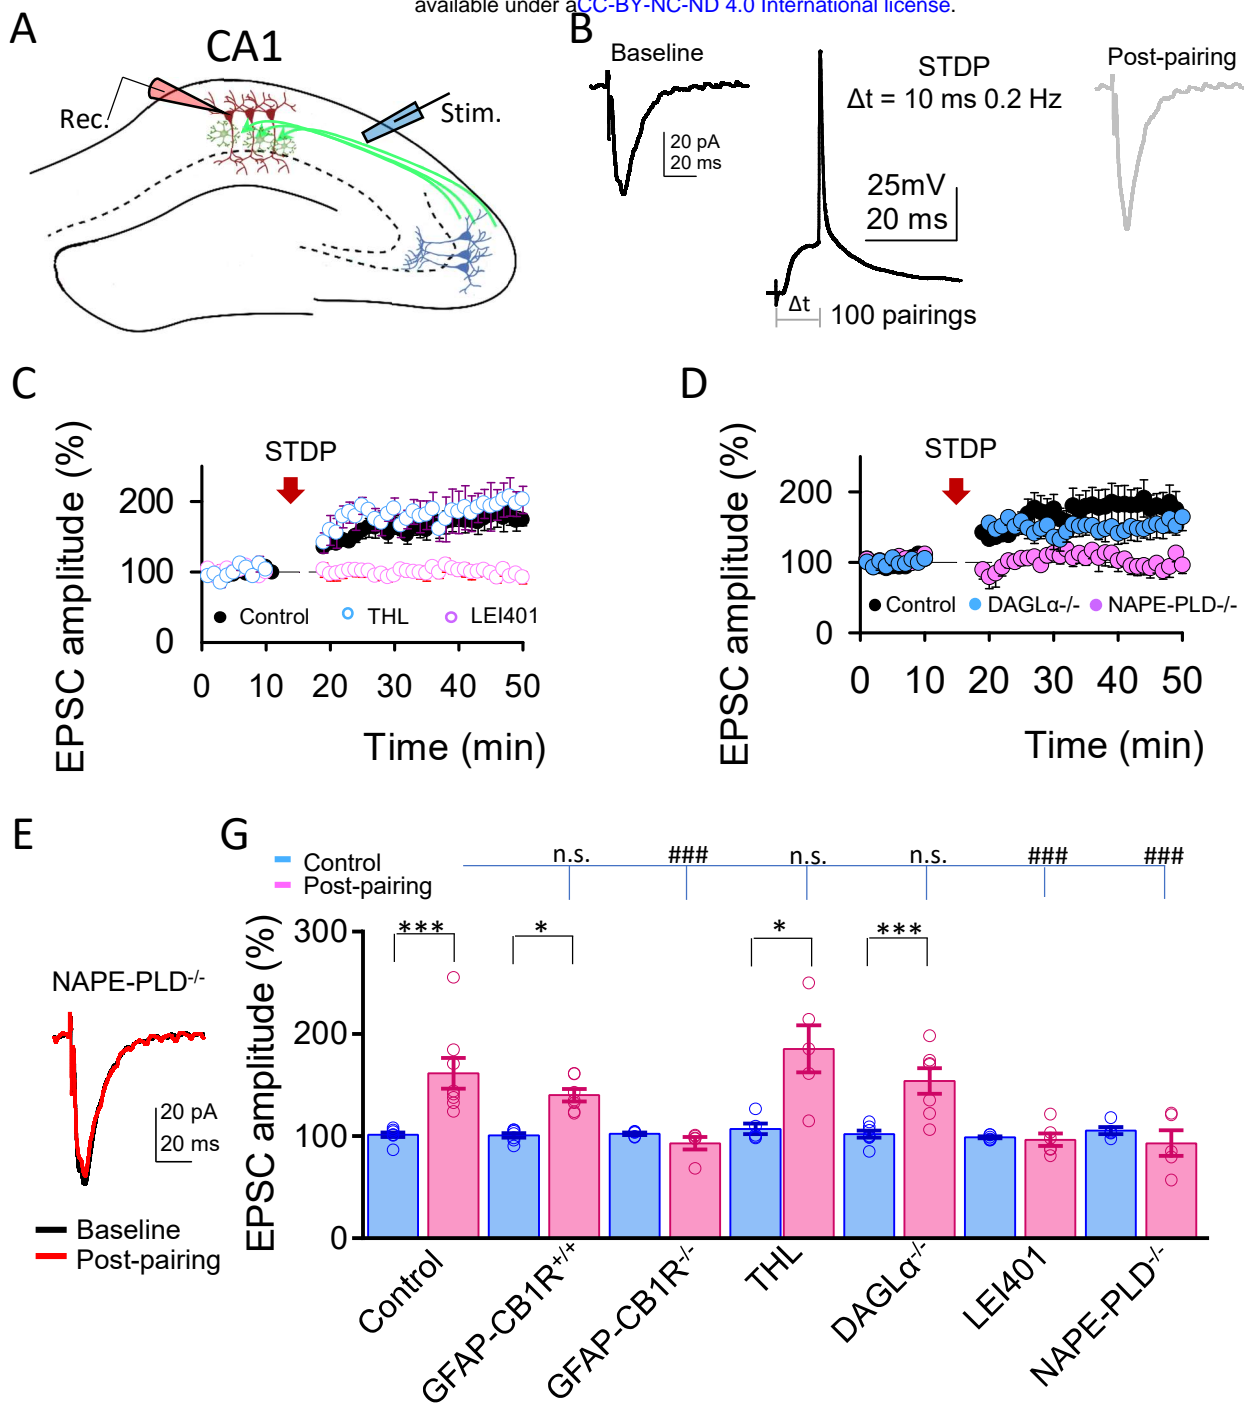 available under aCC-BY-NC-ND 4.0 International license.
A
CA1
Rec.
Stim.
B
Baseline
20 pA
20 ms
STDP
Δt = 10 ms 0.2 Hz
25mV
20 ms
Δt
100 pairings
Post-pairing
C
EPSC amplitude (%)
STDP
200
100
0
Control
THL
LEI401
0 10 20 30 40 50
Time (min)
D
EPSC amplitude (%)
STDP
200
100
0
Control
DAGLα-/-
NAPE-PLD-/-
0 10 20 30 40 50
Time (min)
E
NAPE-PLD-/-
20 pA
20 ms
Baseline
Post-pairing
G
Control
Post-pairing
n.s. ### n.s. n.s. ### ###
*** * * ***
EPSC amplitude (%)
300
200
100
0
Control
GFAP-CB1R+/+
GFAP-CB1R-/-
THL
DAGLα-/-
LEI401
NAPE-PLD-/-